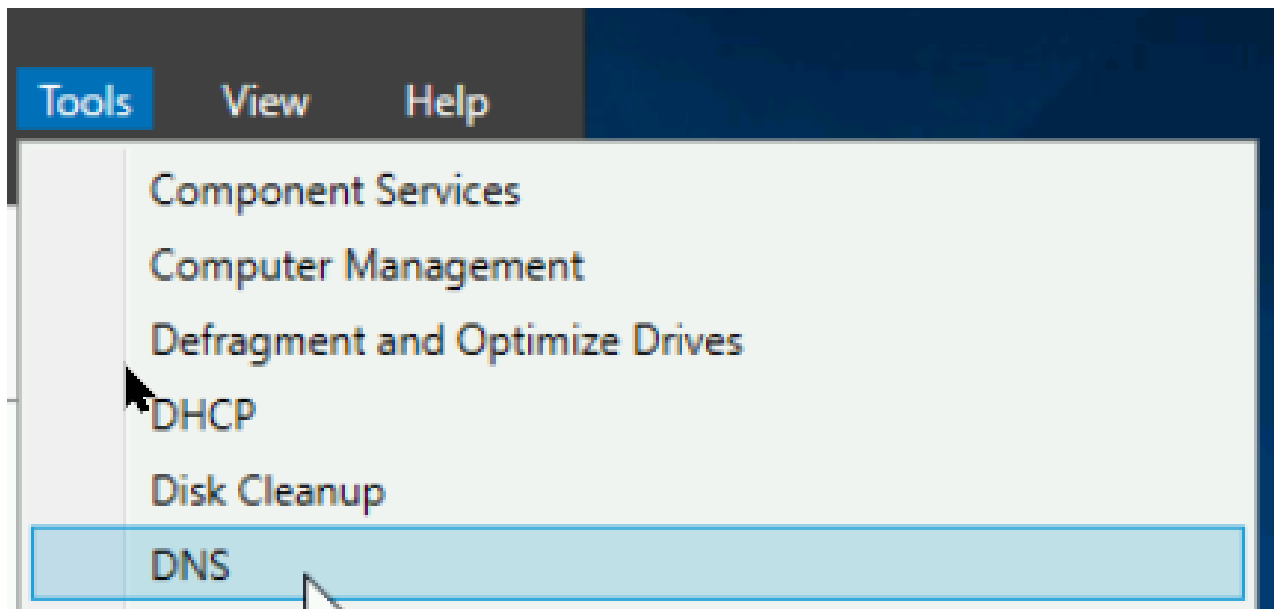 Tools View Help
Component Services
Computer Management
Defragment and Optimize Drives
DHCP
Disk Cleanup
DNS